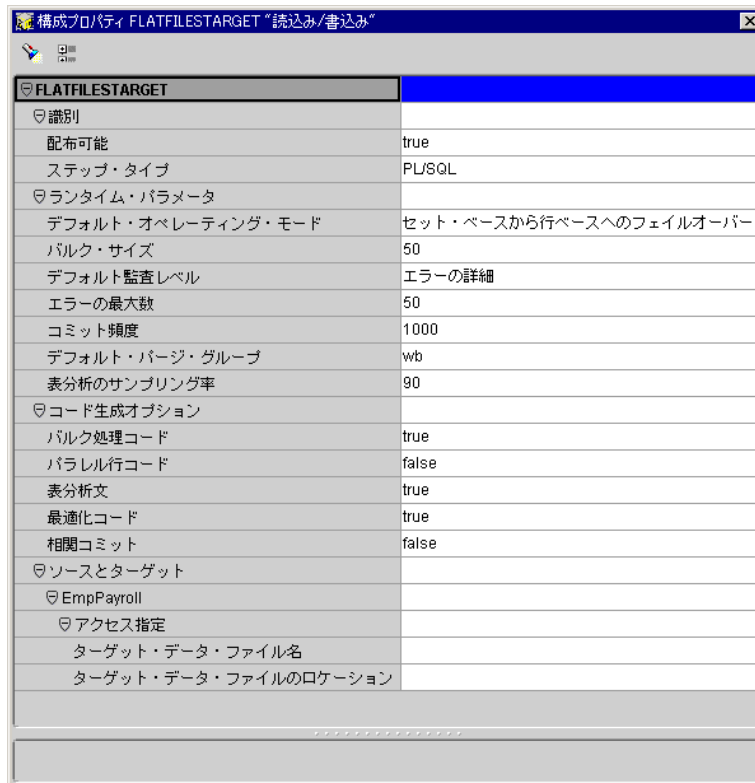 構成プロパティ FLATFILESTARGET "読込み/書込み"
FLATFILESTARGET
識別
配布可能 true
ステップ・タイプ PL/SQL
ランタイム・パラメータ
デフォルト・オペレーティング・モード セット・ベースから行ベースへのフェイルオーバー
バルク・サイズ 50
デフォルト監査レベル エラーの詳細
エラーの最大数 50
コミット頻度 1000
デフォルト・パージ・グループ wb
表分析のサンプリング率 90
コード生成オプション
バルク処理コード true
パラレル行コード false
表分析文 true
最適化コード true
相関コミット false
ソースとターゲット
EmpPayroll
アクセス指定
ターゲット・データ・ファイル名
ターゲット・データ・ファイルのロケーション